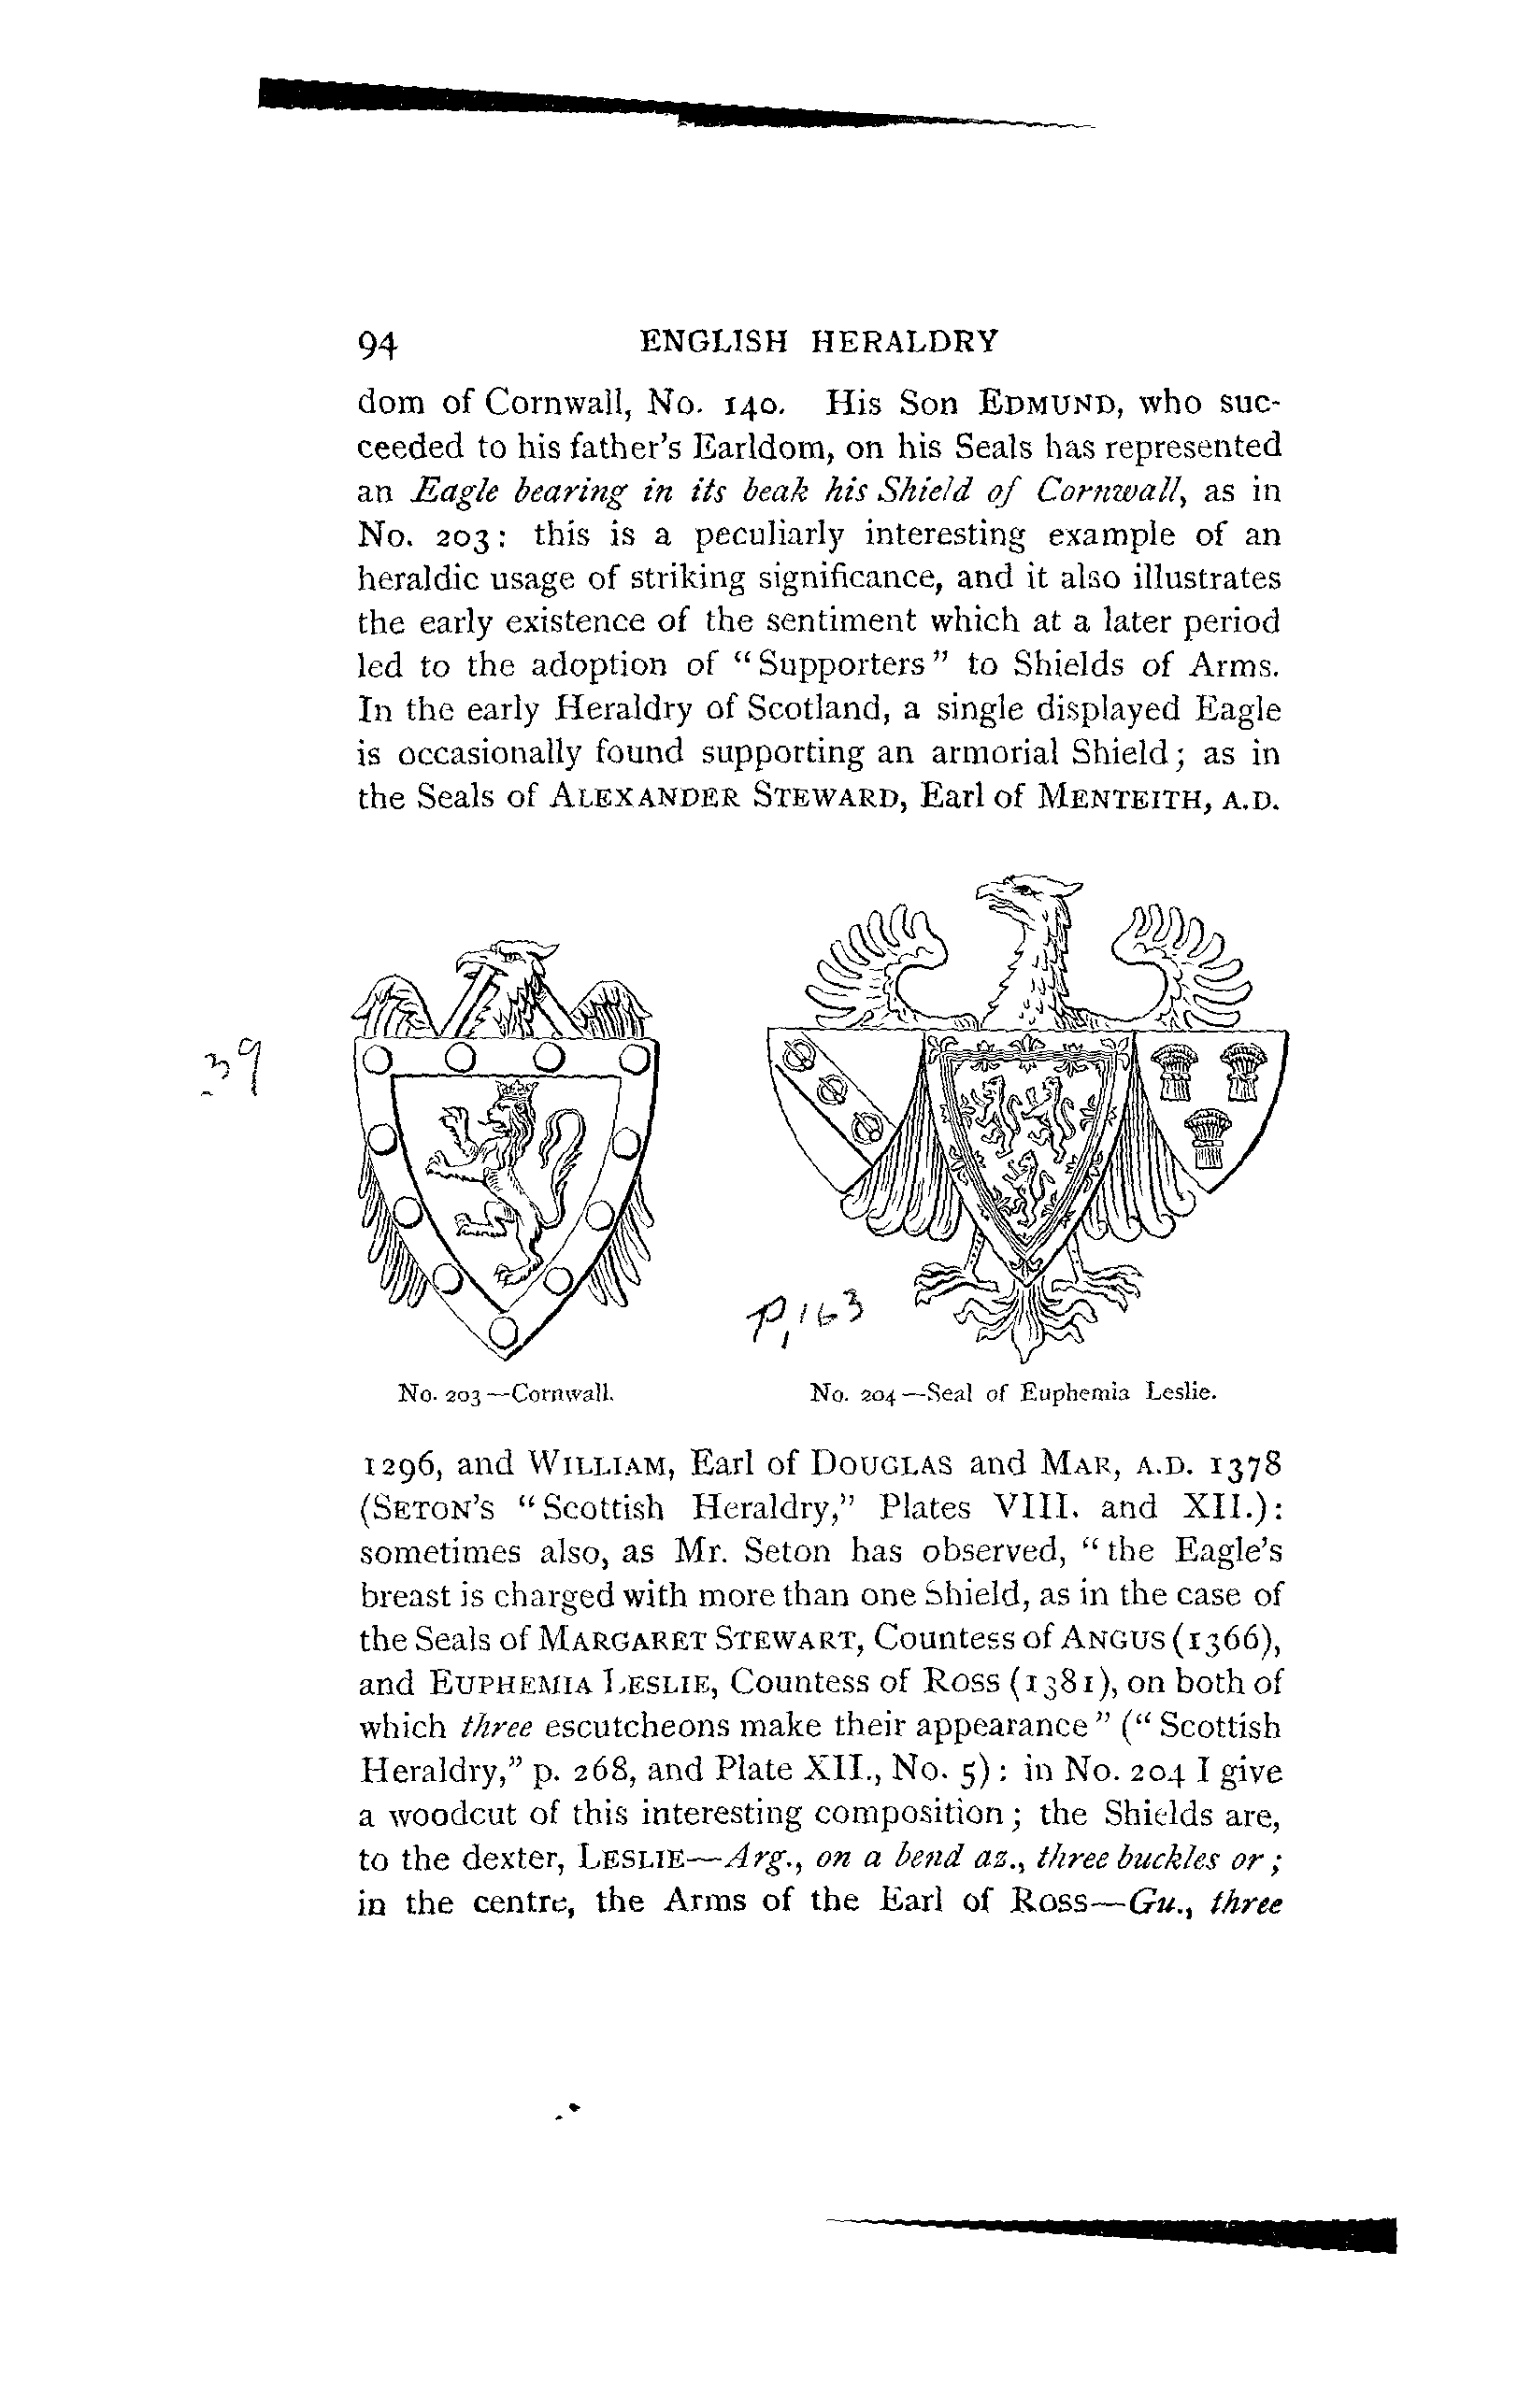 94 ENGLISH HERALDRY
dom of Cornwall, No. 140. His Son EDMUND, who suc-
ceeded to his father's Earldom, on his Seals has represented
an Eagle bearing in its beak his Shield of Cornwall, as in
No. 203: this is a peculiarly interesting example of an
heraldic usage of striking significance, and it also illustrates
the early existence of the sentiment which at a later period
led to the adoption of "Supporters" to Shields of Arms.
In the early Heraldry of Scotland, a single displayed Eagle
is occasionally found supporting an armorial Shield; as in
the Seals of ALEXANDER STEWARD, Earl of MENTEITH, A.D.
39
p, 163
No. 203—Cornwall.
No. 204—Seal of Euphemia Leslie.
1296, and WILLIAM, Earl of DOUGLAS and MAR, A.D. 1378
(SETON'S "Scottish Heraldry," Plates VIII. and XII.):
sometimes also, as Mr. Seton has observed, "the Eagle's
breast is charged with more than one Shield, as in the case of
the Seals of MARGARET STEWART, Countess of ANGUS (1366),
and EUPHEMIA LESLIE, Countess of ROSS (1381), on both of
which three escutcheons make their appearance" ("Scottish
Heraldry," p. 268, and Plate XII., No. 5): in No. 204 I give
a woodcut of this interesting composition; the Shields are,
to the dexter, LESLIE—Arg., on a bend az., three buckles or;
in the centre, the Arms of the Earl of ROSS—Gu., three